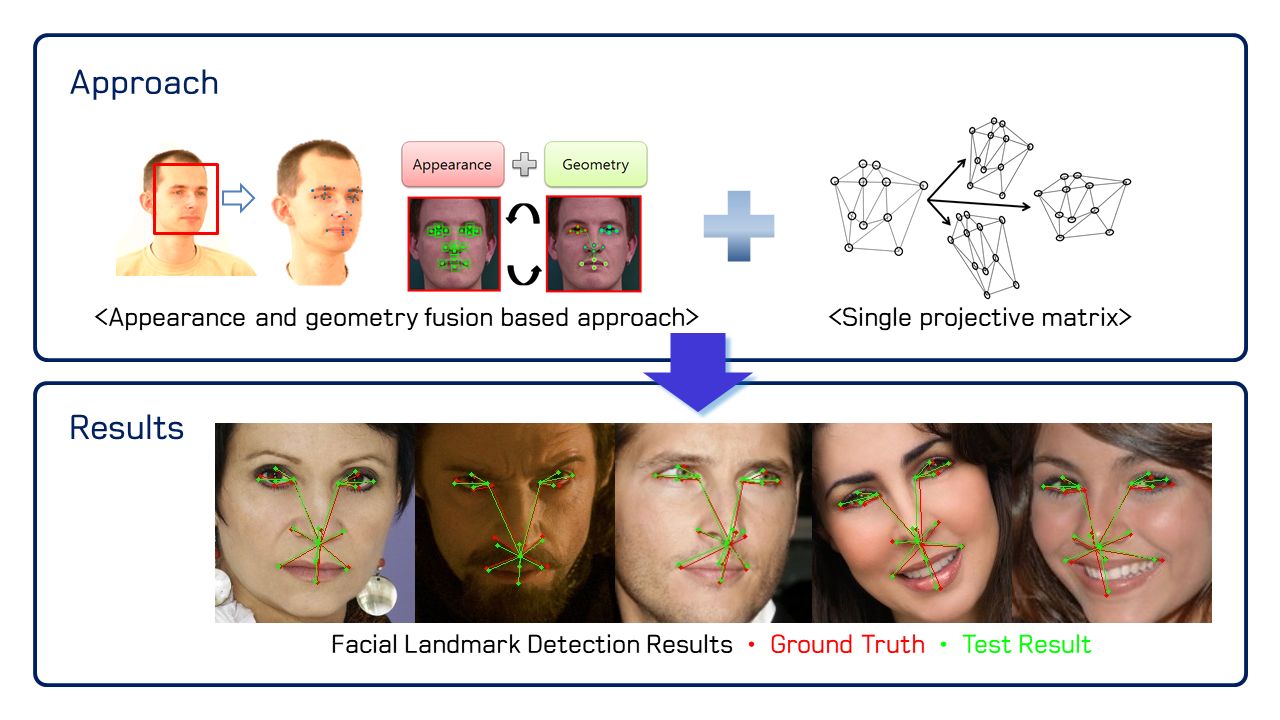 Approach
Appearance
Geometry
<Appearance and geometry fusion based approach>
<Single projective matrix>
Results
Facial Landmark Detection Results • Ground Truth • Test Result